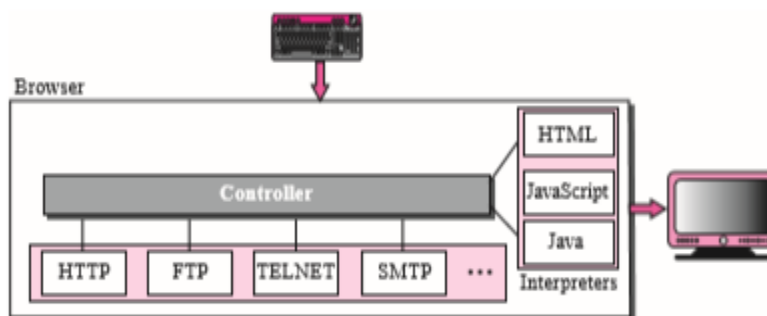 Browser
HTML
Controller
JavaScript
Java
HTTP FTP TELNET SMTP ...
Interpreters